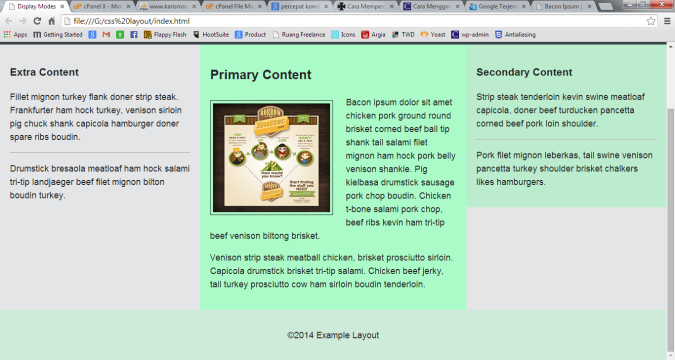 Display Modes
cPanel X - Mo
www.karismo
cPanel File M
percepat kone
Cara Mempe
Cara Menggu
Google Terje
Bacon Ipsum
file:///G:/css%20layout/index.html
Apps
Getting Started
Flappy Flash
HootSuite
Product
Ruang Freelance
Icons
Argia
TWD
Yoast
wp-admin
Antialiasing
Extra Content
Fillet mignon turkey flank doner strip steak.
Frankfurter ham hock turkey, venison sirloin
pig chuck shank capicola hamburger doner
spare ribs boudin.
Drumstick bresaola meatloaf ham hock salami
tri-tip landjaeger beef filet mignon bilton
boudin turkey.
Primary Content
Bacon ipsum dolor sit amet
chicken pork ground round
brisket corned beef ball tip
shank tail salami filet
mignon ham hock pork belly
venison shankle. Pig
kielbasa drumstick sausage
pork chop boudin. Chicken
t-bone salami pork chop,
beef ribs kevin ham tri-tip
beef venison biltong brisket.
Venison strip steak meatball chicken, brisket prosciutto sirloin.
Capicola drumstick brisket tri-tip salami. Chicken beef jerky,
tail turkey prosciutto cow ham sirloin boudin tenderloin.
Secondary Content
Strip steak tenderloin kevin swine meatloaf
capicola, doner beef turducken pancetta
corned beef pork loin shoulder.
Pork filet mignon leberkas, tail swine venison
pancetta turkey shoulder brisket chalkers
likes hamburgers.
©2014 Example Layout